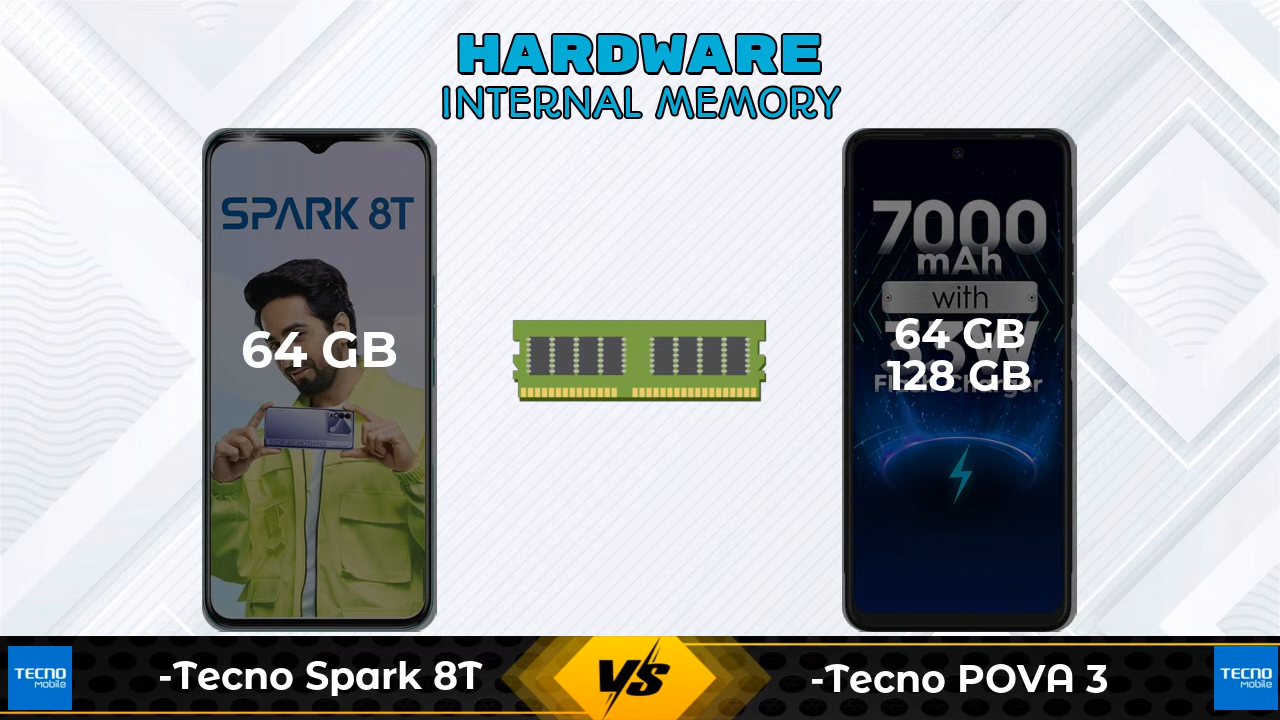 HARDWARE
INTERNAL MEMORY
SPARK 8T
64 GB
7000
mAh
with
33W
64 GB
128 GB
TECNO
mobile
-Tecno Spark 8T
VS
-Tecno POVA 3
TECNO
mobile